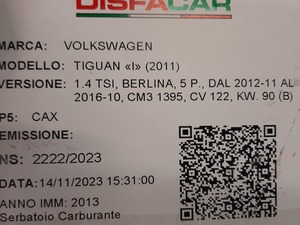 DISFACAR
MARCA: VOLKSWAGEN
MODELLO: TIGUAN «I» (2011)
VERSIONE: 1.4 TSI, BERLINA, 5 P., DAL 2012-11 AL
2016-10, CM3 1395, CV 122, KW. 90 (B)
P5: CAX
EMISSIONE:
NS: 2222/2023
DATA:14/11/2023 15:31:00
ANNO IMM: 2013
Serbatoio Carburante